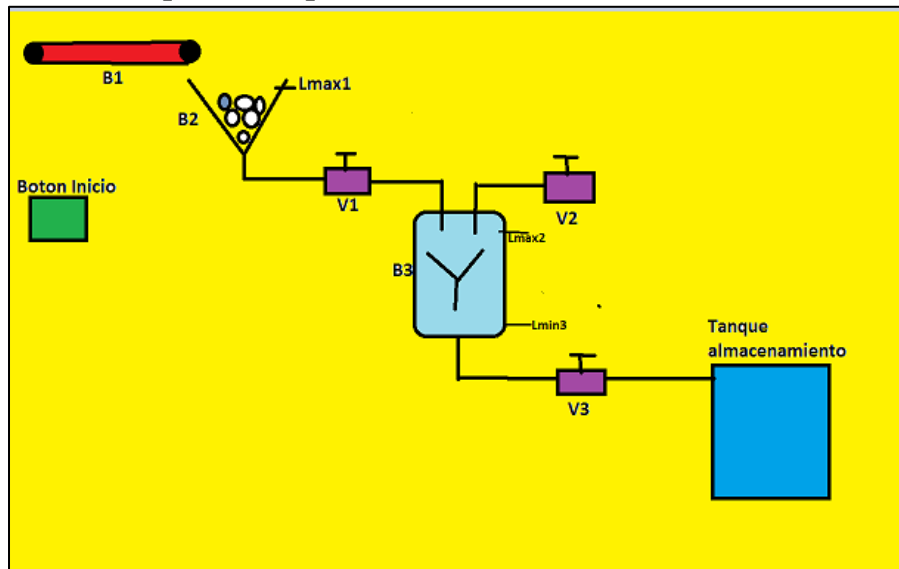 B1
Lmax1
B2
Boton Inicio
V1
V2
Lmax2
B3
Lmin3
Tanque
almacenamiento
V3